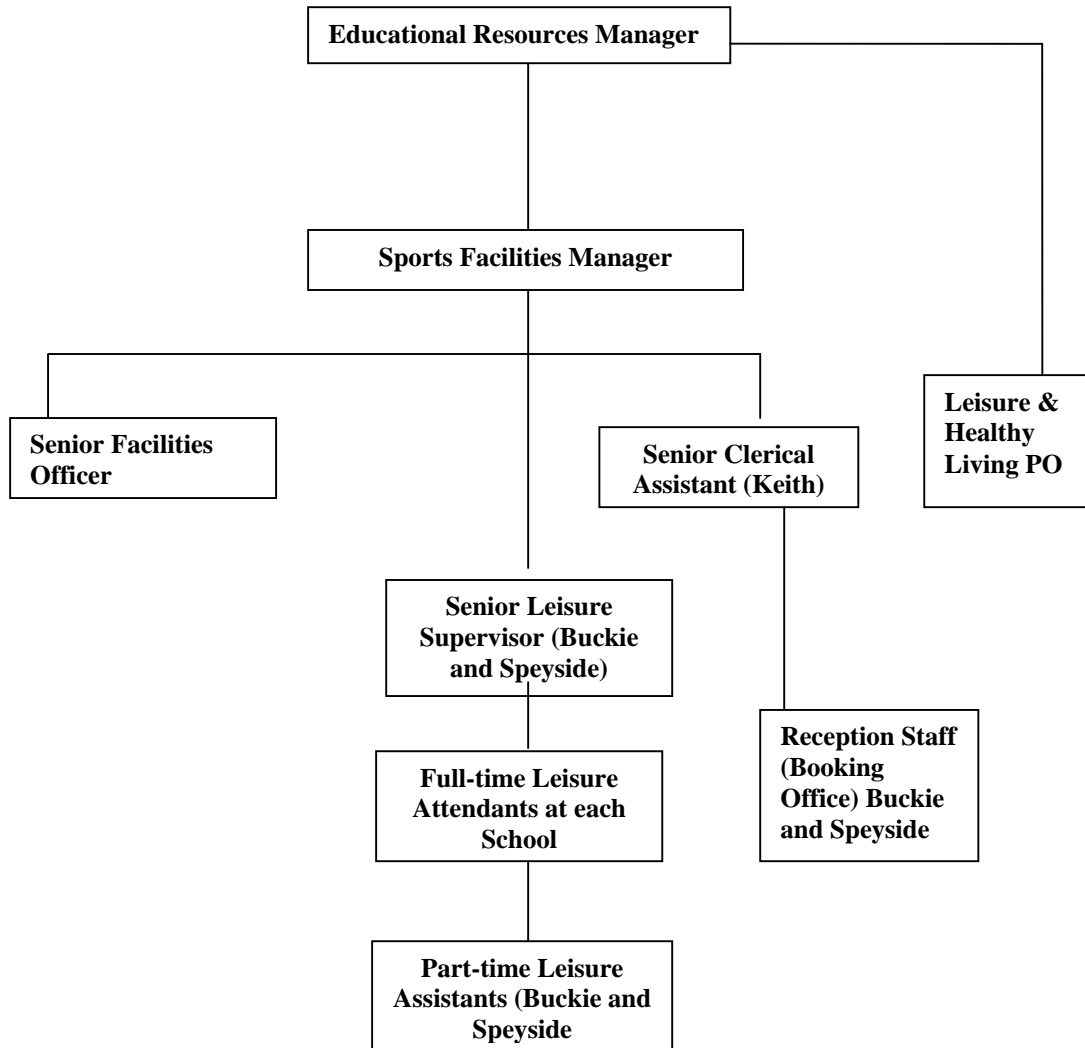 Educational Resources Manager
Sports Facilities Manager
Senior Facilities
Officer
Senior Clerical
Assistant (Keith)
Leisure &
Healthy
Living PO
Senior Leisure
Supervisor (Buckie
and Speyside)
Full-time Leisure
Attendants at each
School
Reception Staff
(Booking
Office) Buckie
and Speyside
Part-time Leisure
Assistants (Buckie and
Speyside